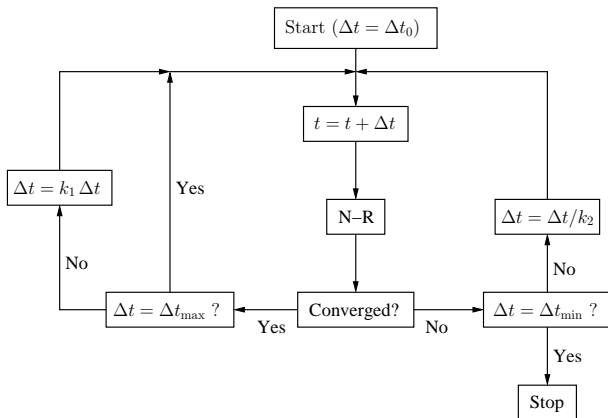 Start (Δt = Δt₀)
t = t + Δt
Δt = k₁ Δt
Yes
N–R
Δt = Δt/k₂
No
No
Δt = Δt_max ?
Yes
Converged?
No
Δt = Δt_min ?
Yes
Stop